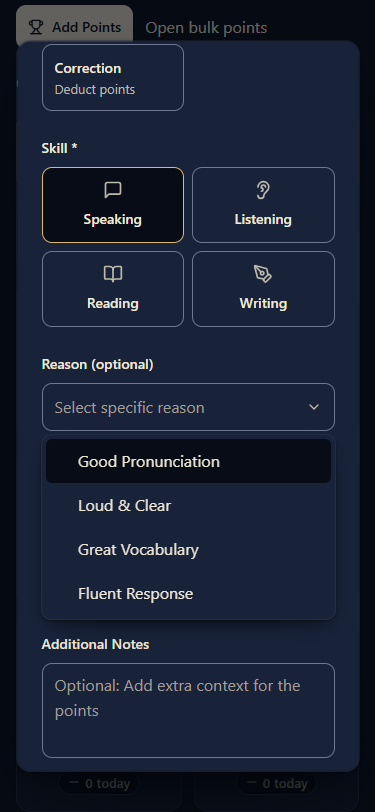 Add Points
Open bulk points
Correction
Deduct points
Skill *
Speaking
Listening
Reading
Writing
Reason (optional)
Select specific reason
Good Pronunciation
Loud & Clear
Great Vocabulary
Fluent Response
Additional Notes
Optional: Add extra context for the
points
— 0 today
— 0 today